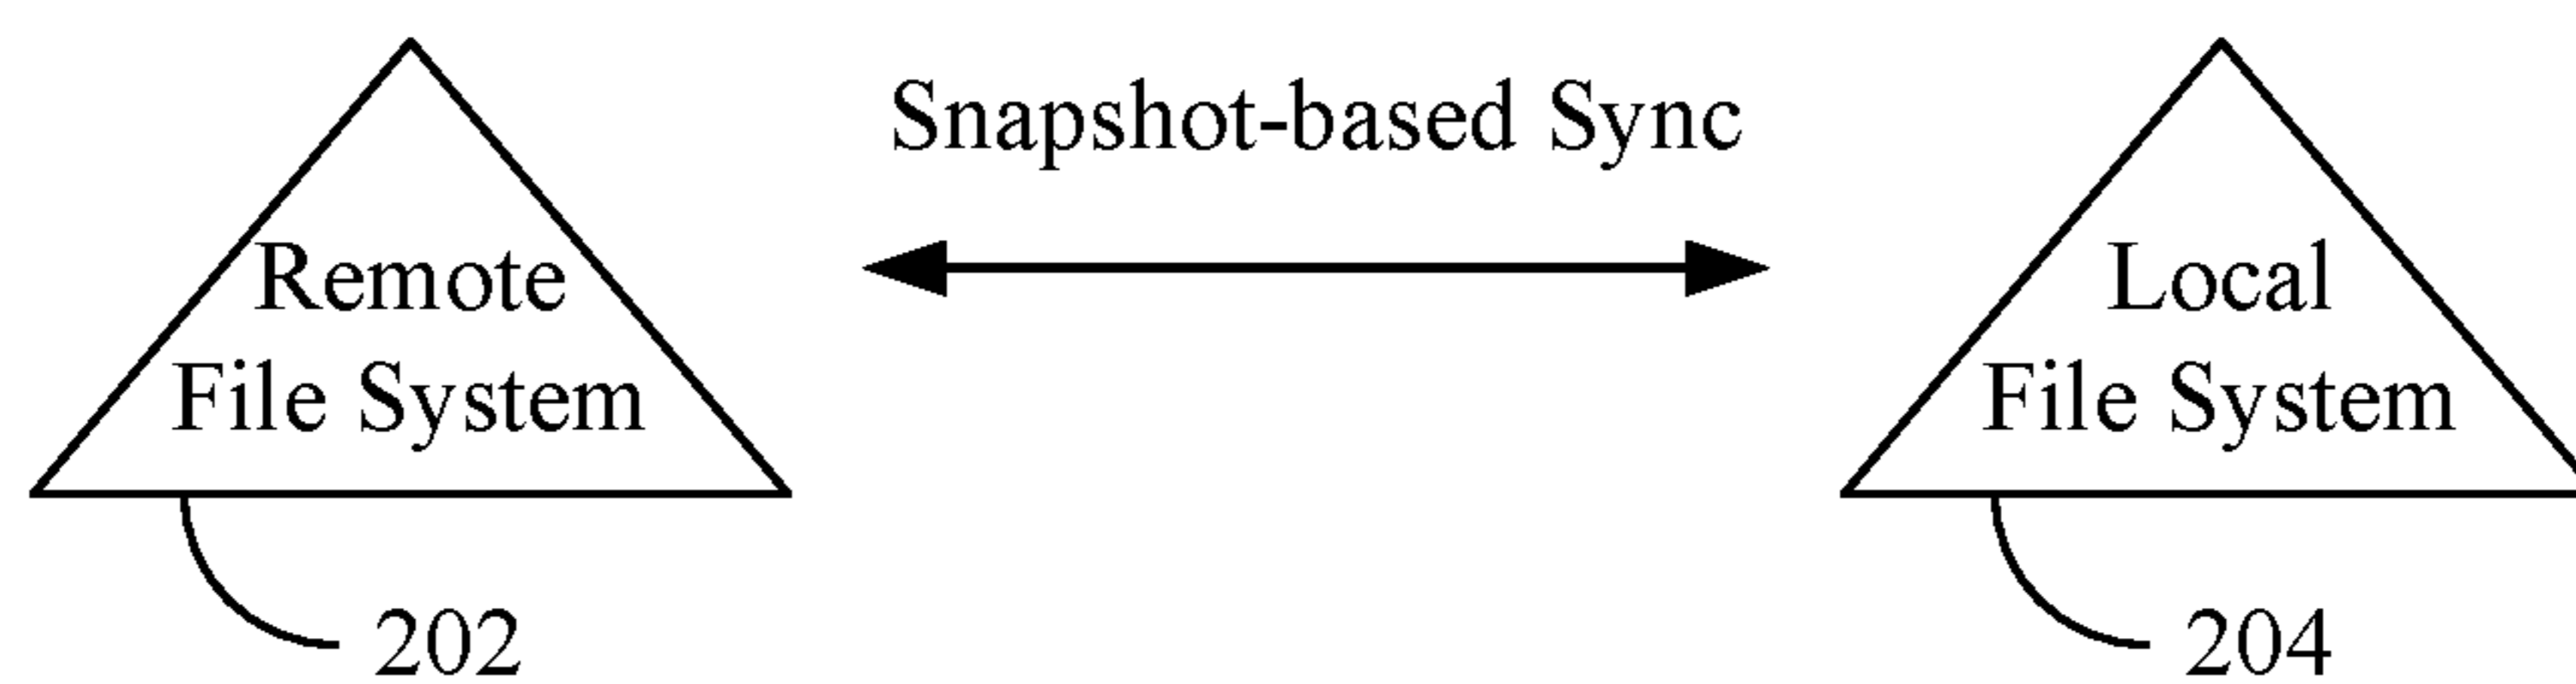 Snapshot-based Sync
Remote
File System
Local
File System
202
204